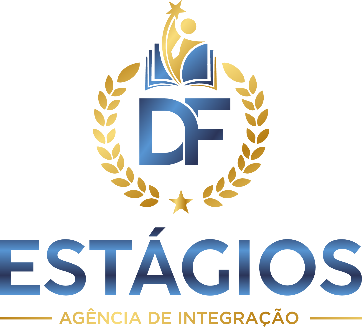 DF
ESTÁGIOS
AGÊNCIA DE INTEGRAÇÃO